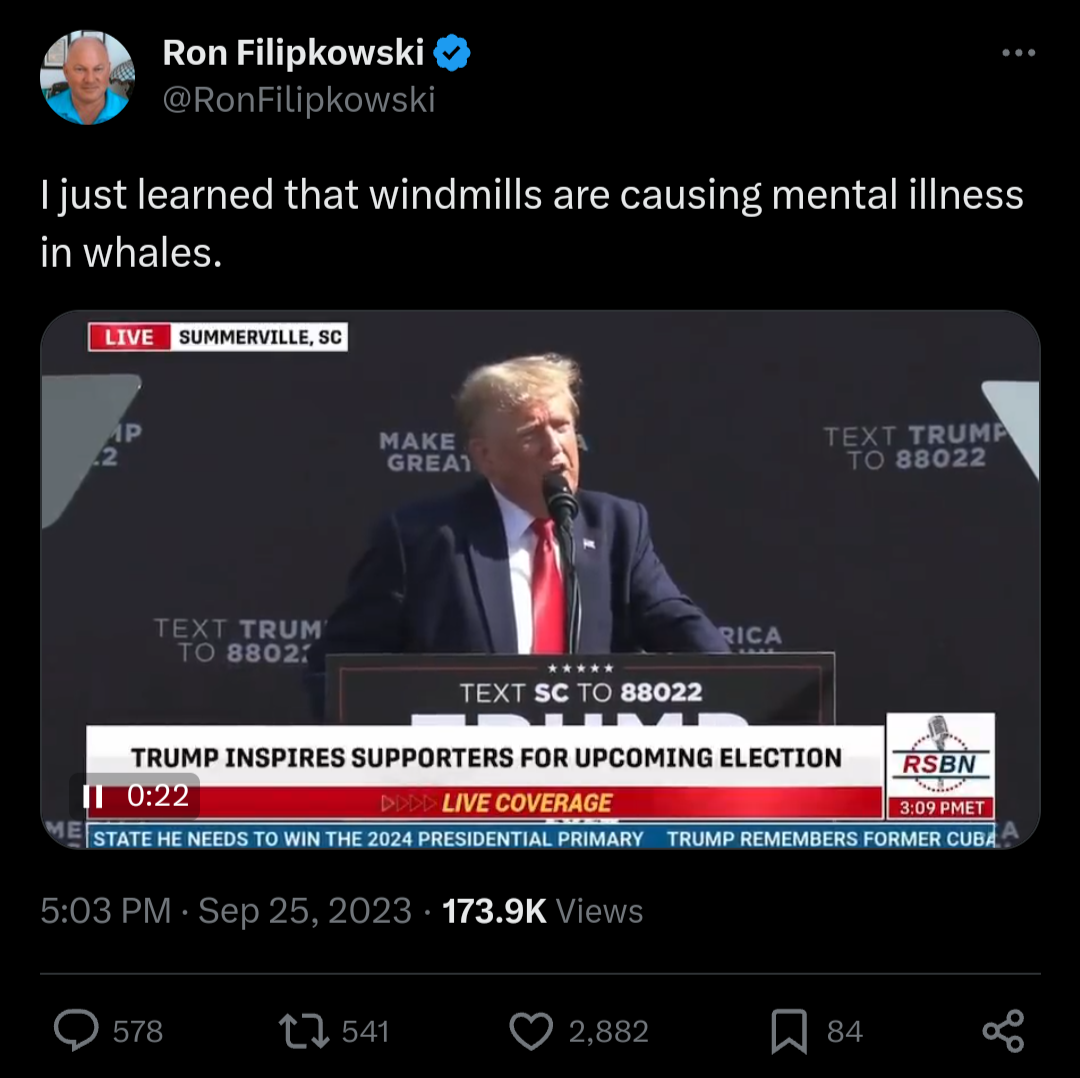 Ron Filipkowski
@RonFilipkowski
I just learned that windmills are causing mental illness
in whales.
LIVE SUMMERVILLE, SC
MAKE
GREAT
TEXT TRUMP
TO 88022
TEXT TRUM
TO 8802
RICA
TEXT SC TO 88022
TRUMP
TRUMP INSPIRES SUPPORTERS FOR UPCOMING ELECTION
RSBN
0:22
LIVE COVERAGE
3:09 PMET
STATE HE NEEDS TO WIN THE 2024 PRESIDENTIAL PRIMARY TRUMP REMEMBERS FORMER CUBA
5:03 PM · Sep 25, 2023 · 173.9K Views
578 541 2,882 84